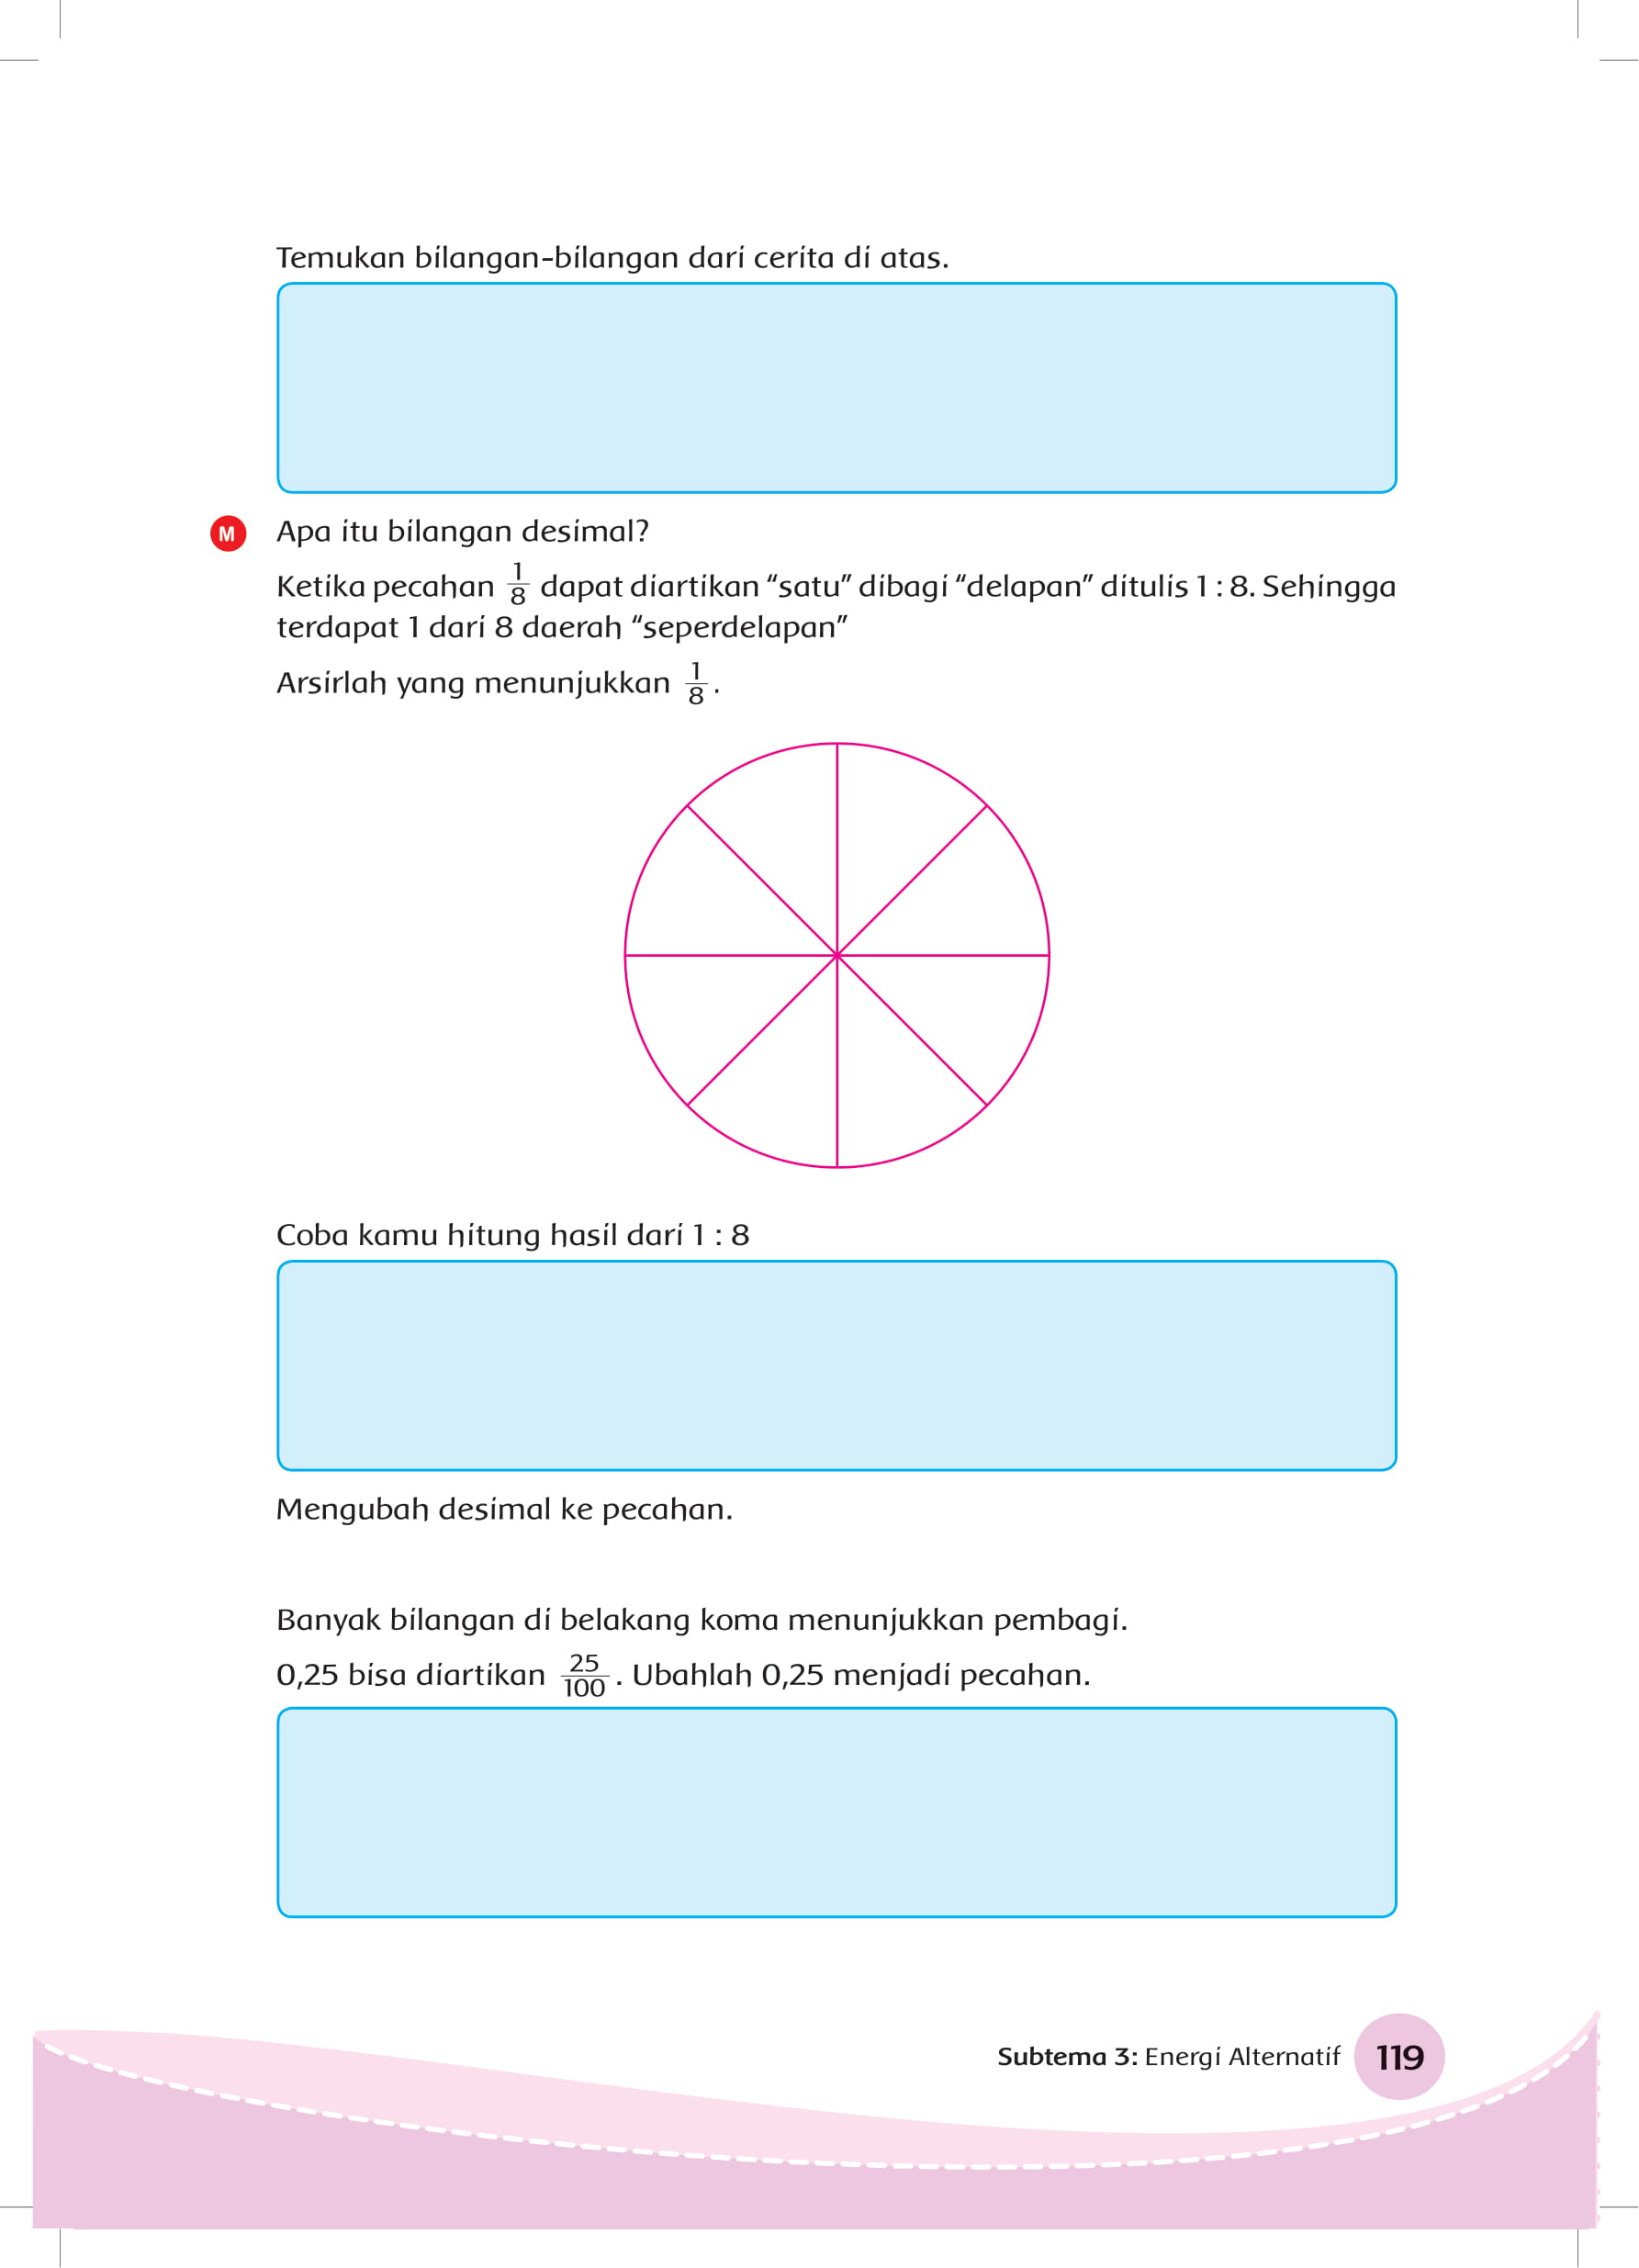 Temukan bilangan-bilangan dari cerita di atas.
M Apa itu bilangan desimal?
Ketika pecahan 1/8 dapat diartikan “satu” dibagi “delapan” ditulis 1 : 8. Sehingga
terdapat 1 dari 8 daerah “seperdelapan”
Arsirlah yang menunjukkan 1/8.
Coba kamu hitung hasil dari 1 : 8
Mengubah desimal ke pecahan.
Banyak bilangan di belakang koma menunjukkan pembagi.
0,25 bisa diartikan 25/100. Ubahlah 0,25 menjadi pecahan.
Subtema 3: Energi Alternatif 119